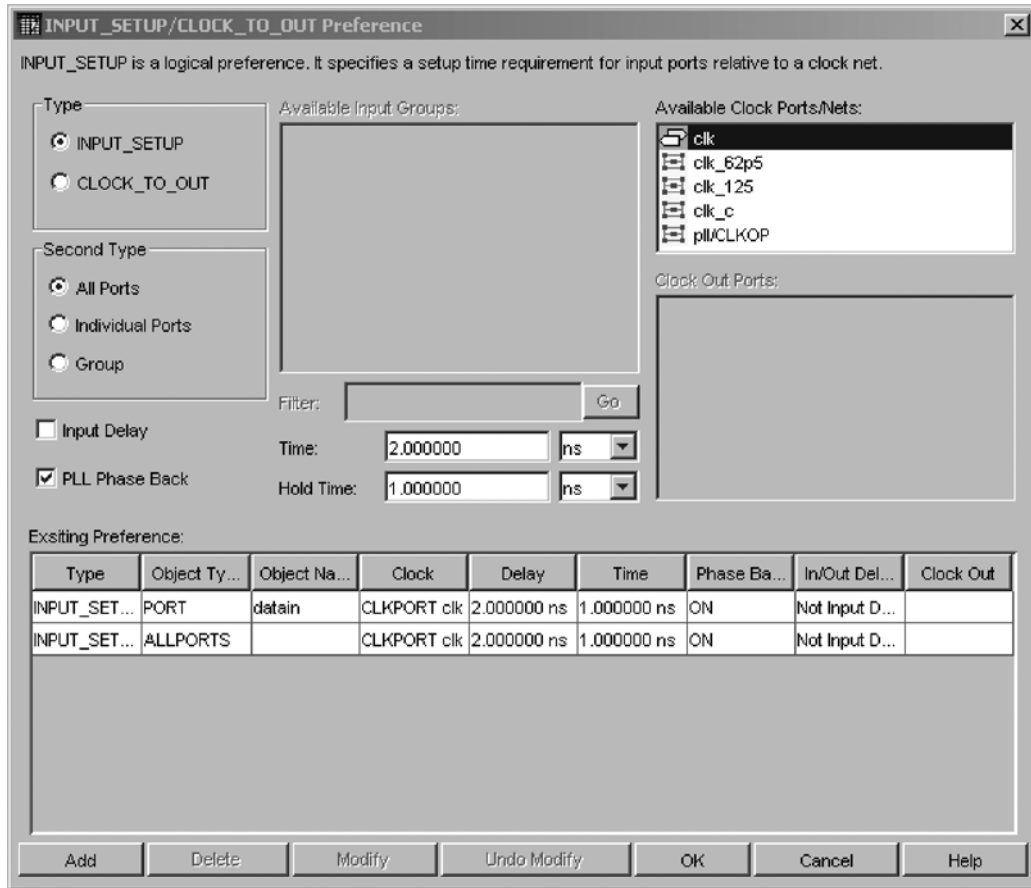 INPUT_SETUP/CLOCK_TO_OUT Preference
INPUT_SETUP is a logical preference. It specifies a setup time requirement for input ports relative to a clock net.
Type
INPUT_SETUP
CLOCK_TO_OUT
Second Type
All Ports
Individual Ports
Group
Input Delay
PLL Phase Back
Available Input Groups:
Filter:
Go
Time: 2.000000 ns
Hold Time: 1.000000 ns
Available Clock Ports/Nets:
clk
clk_62p5
clk_125
clk_c
pll/CLKOP
Clock Out Ports:
Exsiting Preference:
Type Object Ty... Object Na... Clock Delay Time Phase Ba... In/Out Del... Clock Out
INPUT_SET... PORT datain CLKPORT clk 2.000000 ns 1.000000 ns ON Not Input D...
INPUT_SET... ALLPORTS CLKPORT clk 2.000000 ns 1.000000 ns ON Not Input D...
Add Delete Modify Undo Modify OK Cancel Help